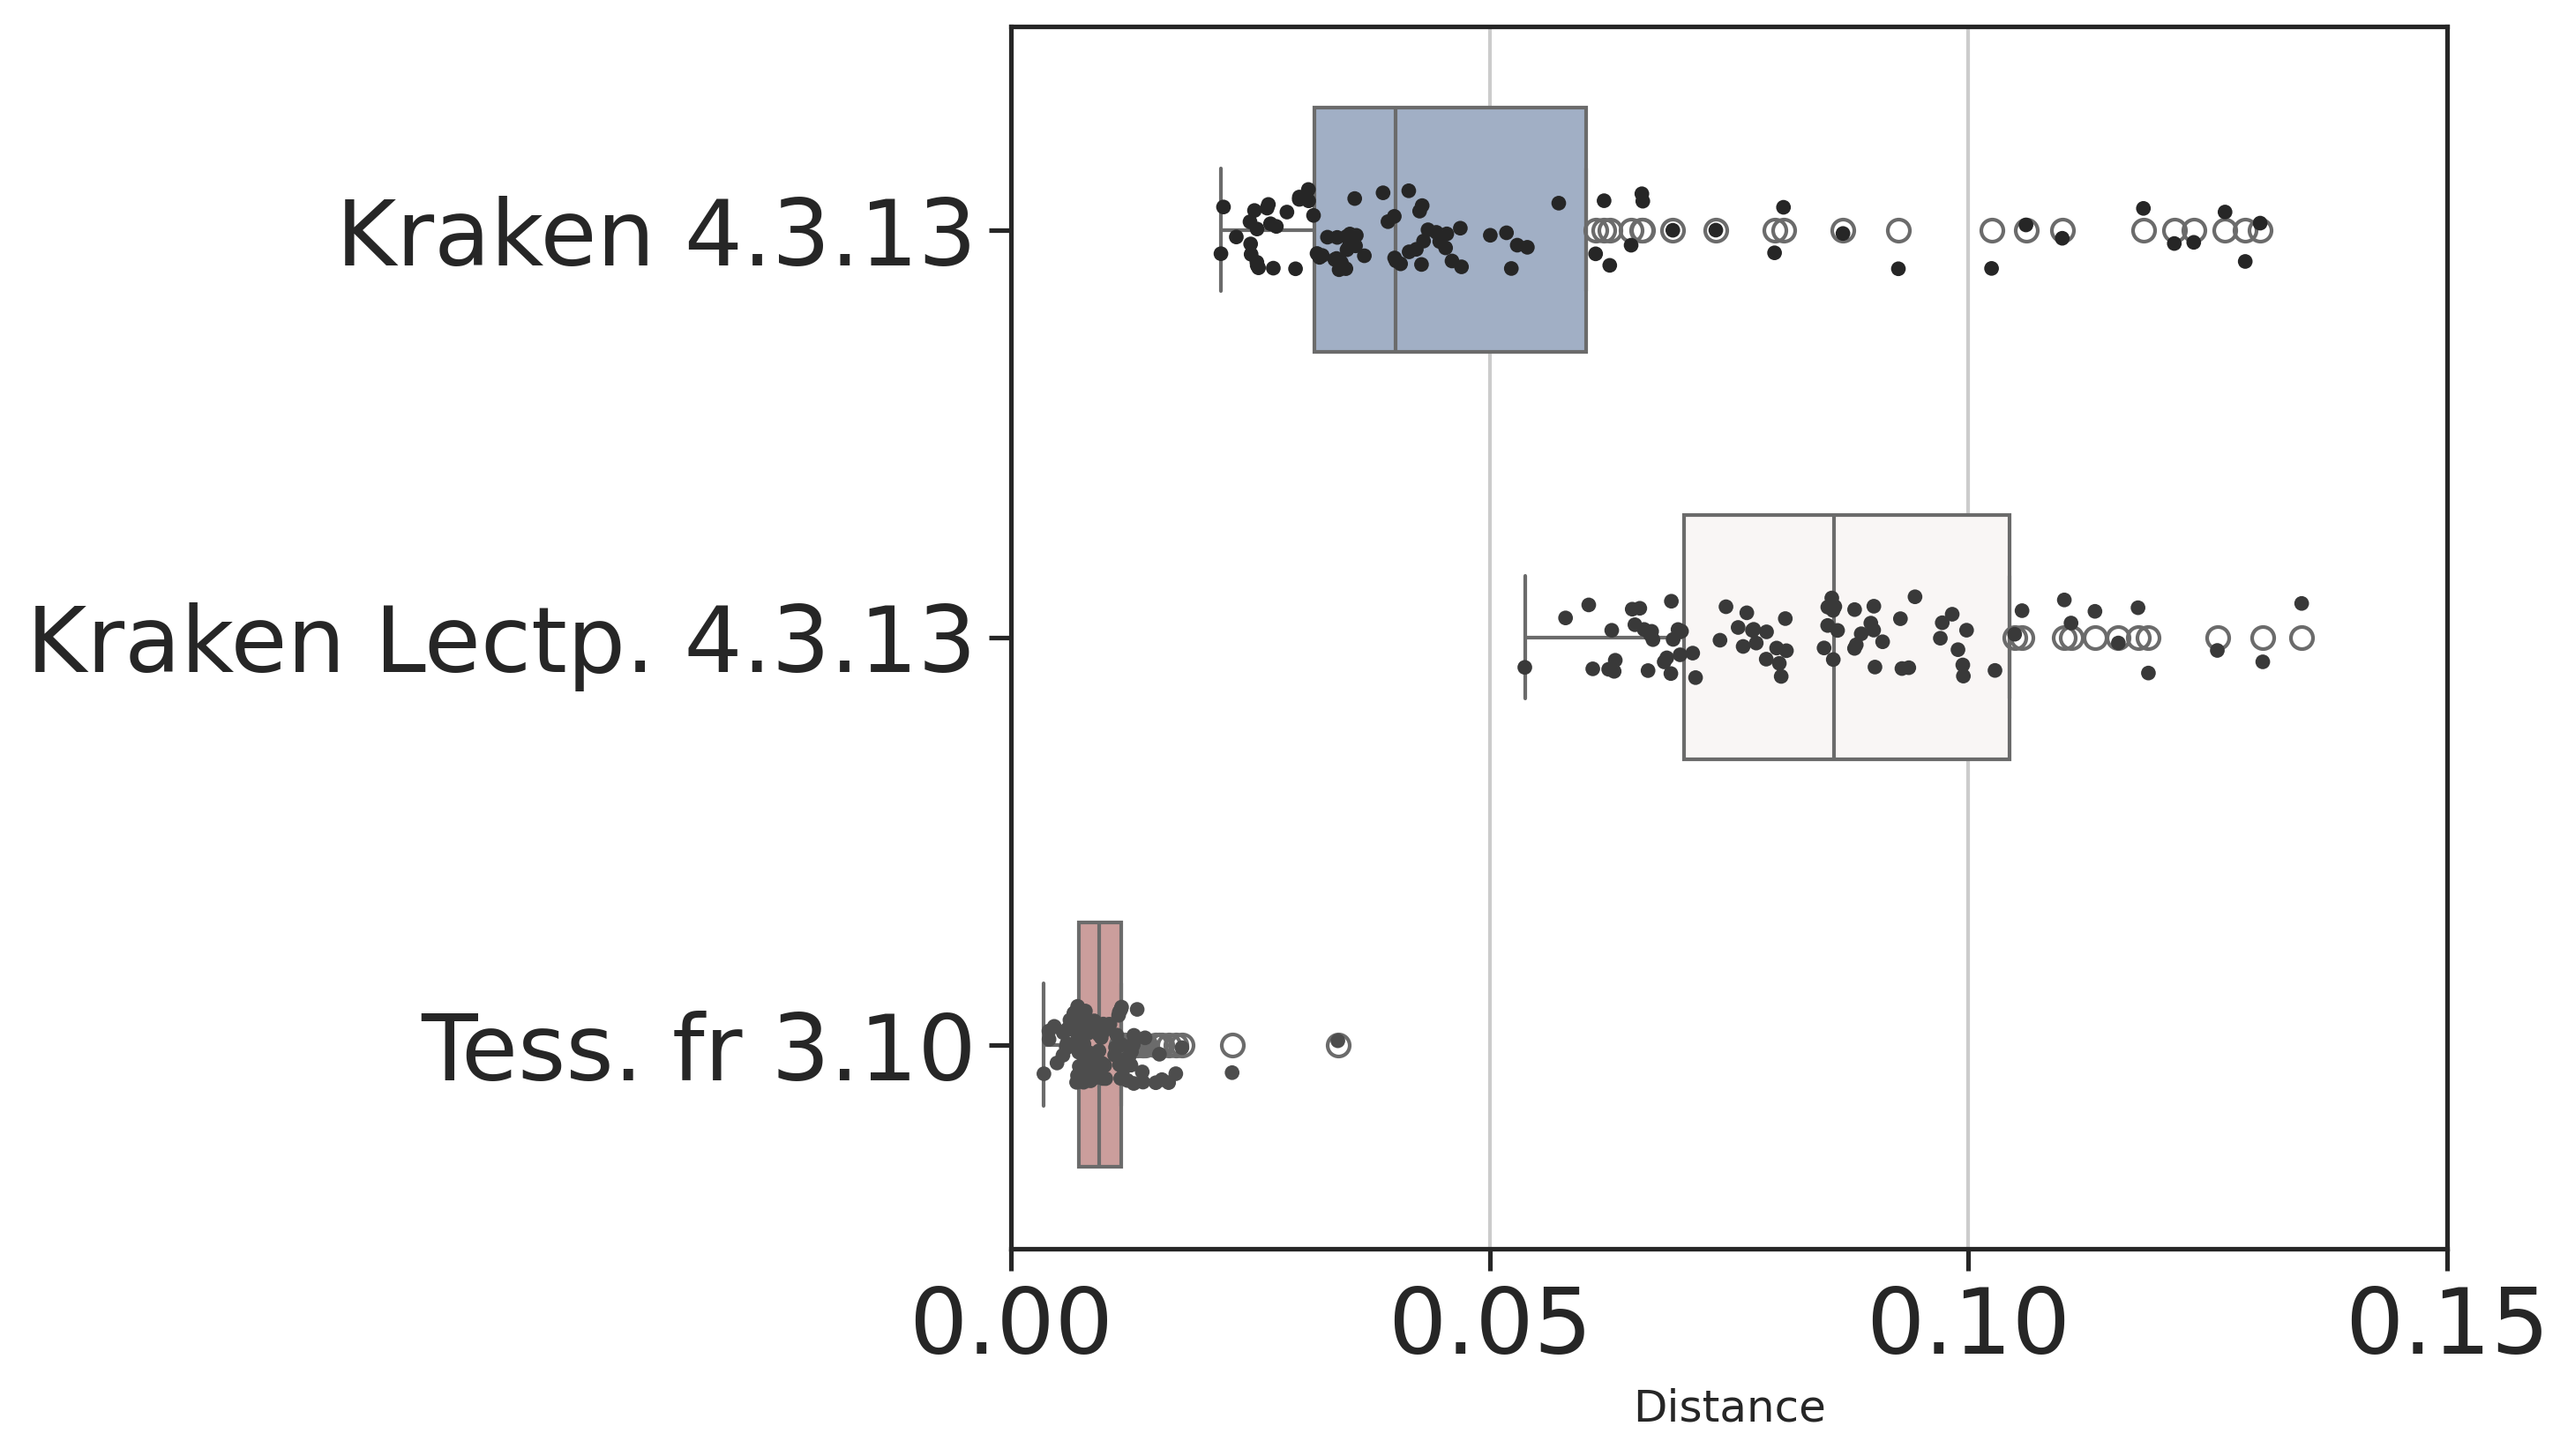 Kraken 4.3.13
Kraken Lectp. 4.3.13
Tess. fr 3.10
0.00 0.05 0.10 0.15
Distance